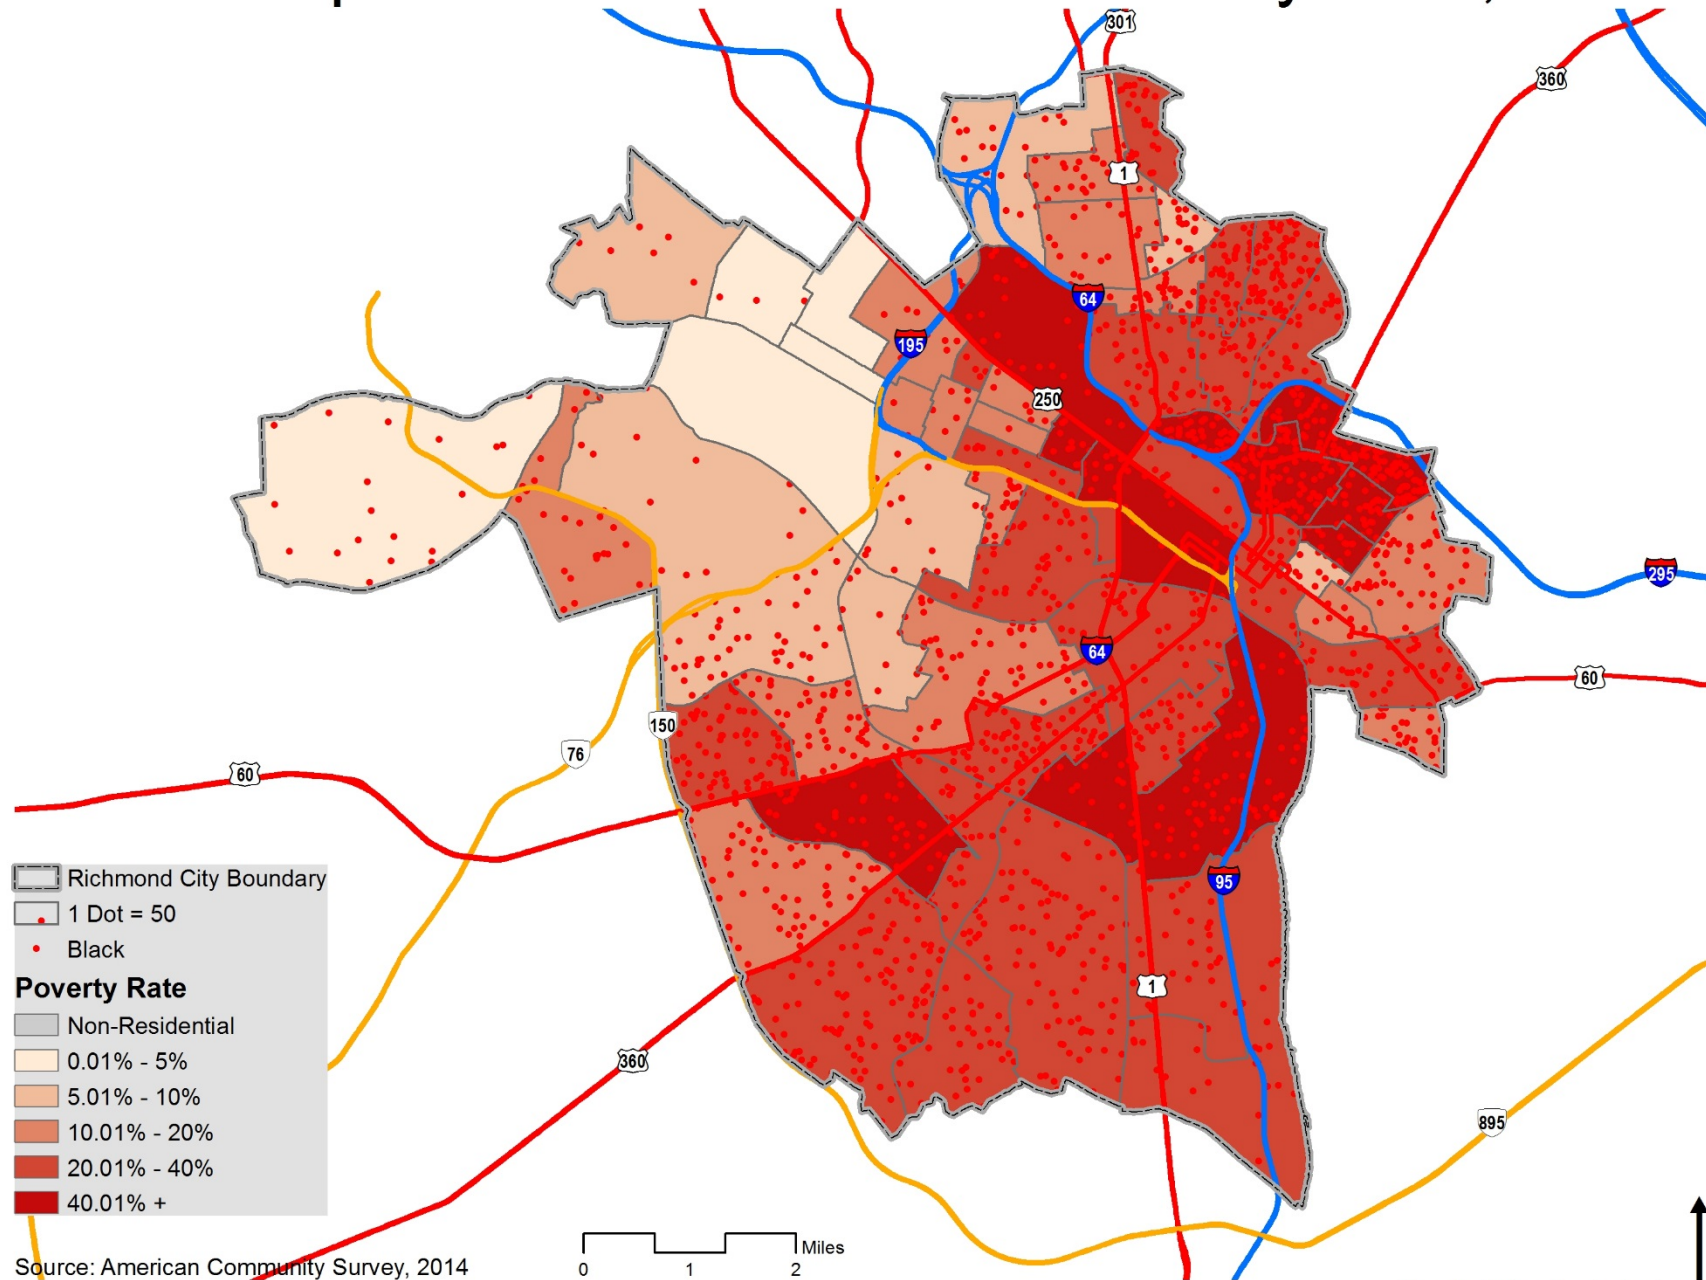 301
360
1
64
195
250
295
64
60
150
76
60
95
1
360
895
Richmond City Boundary
1 Dot = 50
Black
Poverty Rate
Non-Residential
0.01% - 5%
5.01% - 10%
10.01% - 20%
20.01% - 40%
40.01% +
Miles
0 1 2
Source: American Community Survey, 2014